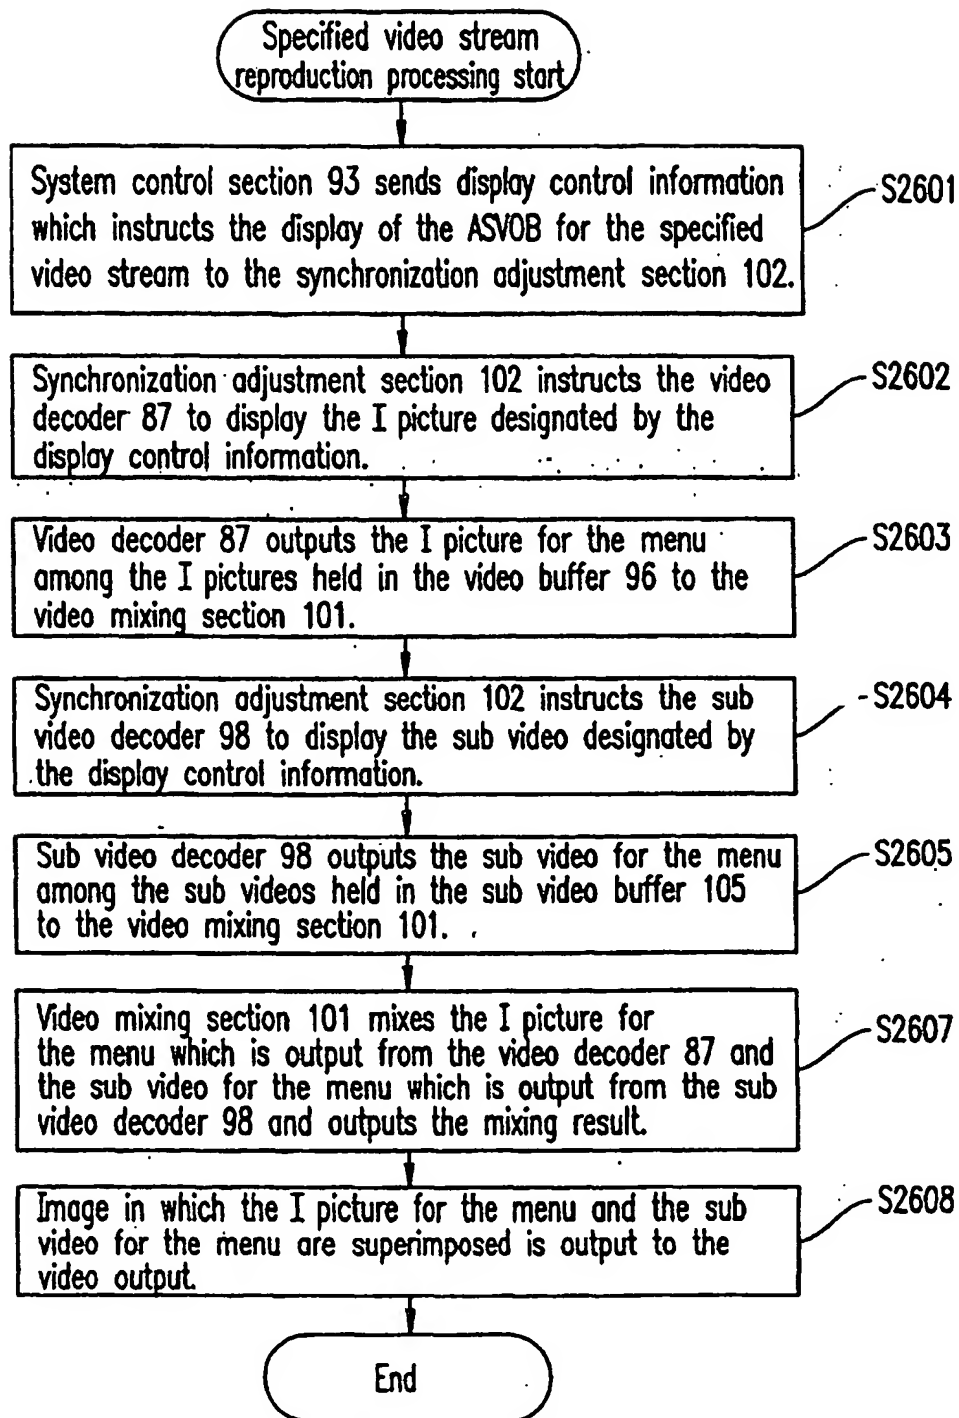 Specified video stream
reproduction processing start
System control section 93 sends display control information
which instructs the display of the ASVOB for the specified
video stream to the synchronization adjustment section 102.
S2601
Synchronization adjustment section 102 instructs the video
decoder 87 to display the I picture designated by the
display control information.
S2602
Video decoder 87 outputs the I picture for the menu
among the I pictures held in the video buffer 96 to the
video mixing section 101.
S2603
Synchronization adjustment section 102 instructs the sub
video decoder 98 to display the sub video designated by
the display control information.
S2604
Sub video decoder 98 outputs the sub video for the menu
among the sub videos held in the sub video buffer 105
to the video mixing section 101.
S2605
Video mixing section 101 mixes the I picture for
the menu which is output from the video decoder 87 and
the sub video for the menu which is output from the sub
video decoder 98 and outputs the mixing result.
S2607
Image in which the I picture for the menu and the sub
video for the menu are superimposed is output to the
video output.
S2608
End